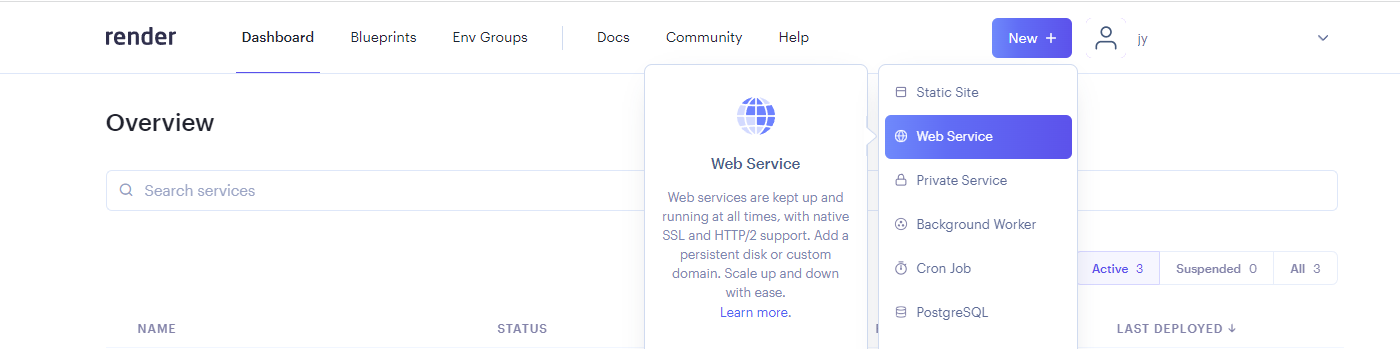 render
Dashboard
Blueprints
Env Groups
Docs
Community
Help
New +
jy
Overview
Search services
Web Service
Web services are kept up and
running at all times, with native
SSL and HTTP/2 support. Add a
persistent disk or custom
domain. Scale up and down
with ease.
Learn more.
Static Site
Web Service
Private Service
Background Worker
Cron Job
PostgreSQL
Active 3
Suspended 0
All 3
NAME
STATUS
LAST DEPLOYED ↓